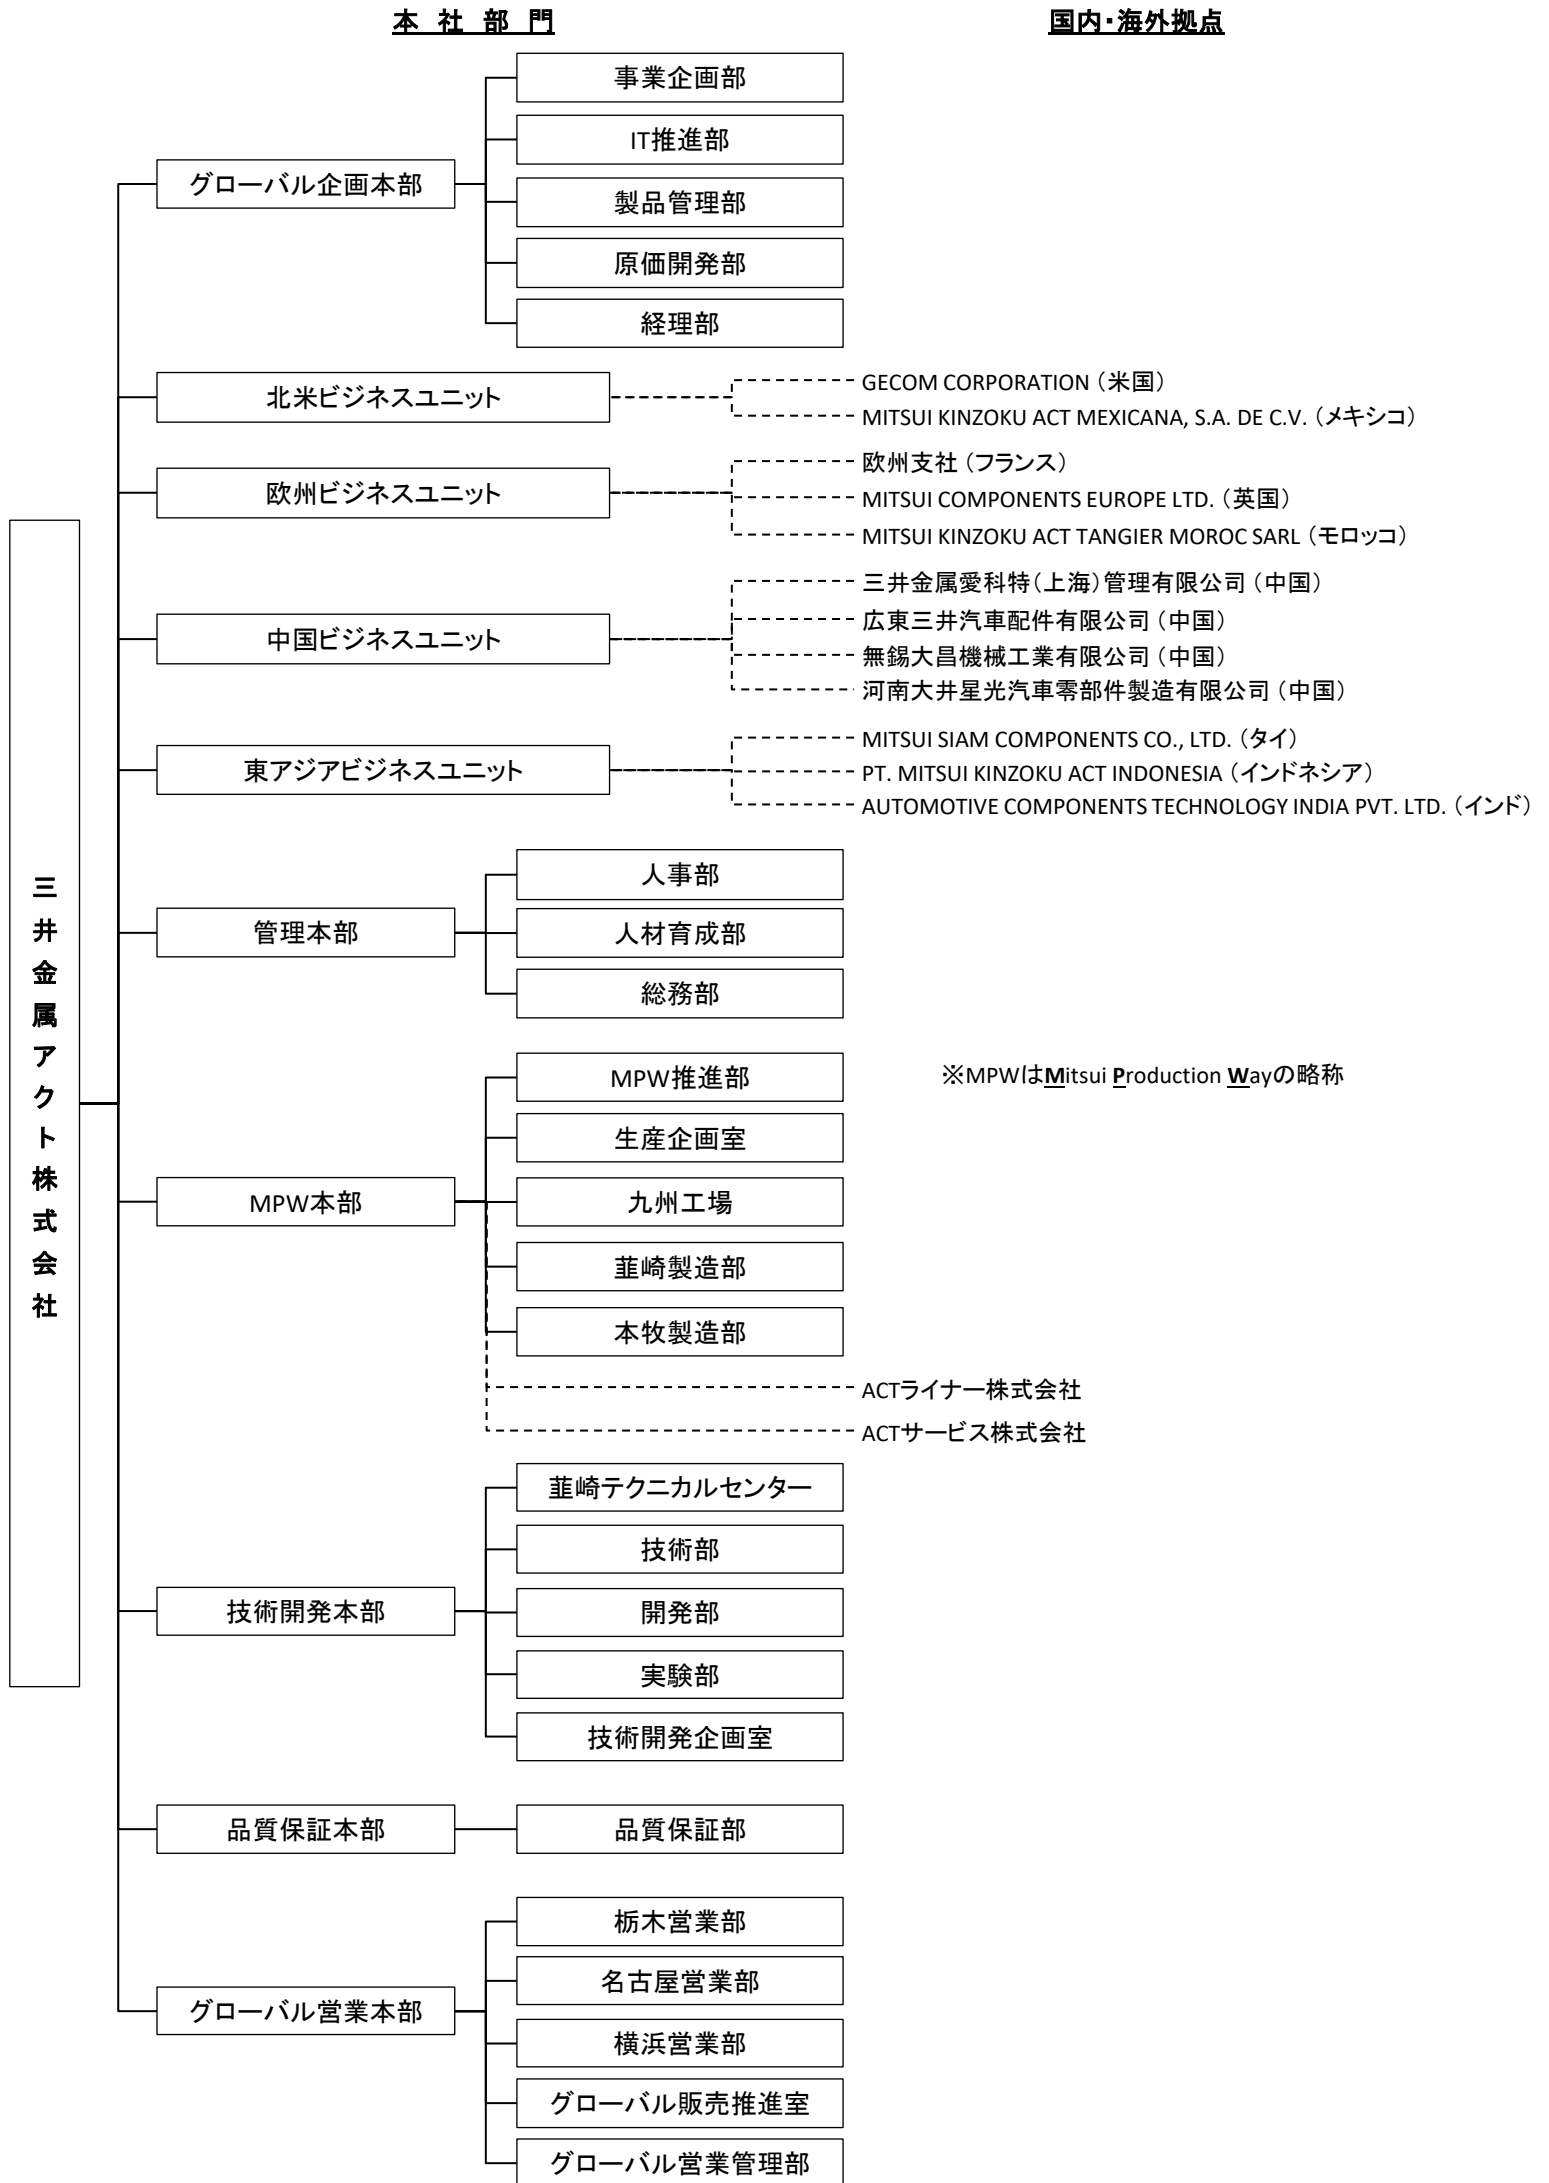 本 社 部 門
国内・海外拠点
三井金属アクト株式会社
グローバル企画本部
事業企画部
IT推進部
製品管理部
原価開発部
経理部
北米ビジネスユニット
GECOM CORPORATION（米国）
MITSUI KINZOKU ACT MEXICANA, S.A. DE C.V.（メキシコ）
欧州ビジネスユニット
欧州支社（フランス）
MITSUI COMPONENTS EUROPE LTD.（英国）
MITSUI KINZOKU ACT TANGIER MOROC SARL（モロッコ）
中国ビジネスユニット
三井金属愛科特（上海）管理有限公司（中国）
広東三井汽車配件有限公司（中国）
無錫大昌機械工業有限公司（中国）
河南大井星光汽車零部件製造有限公司（中国）
東アジアビジネスユニット
MITSUI SIAM COMPONENTS CO., LTD.（タイ）
PT. MITSUI KINZOKU ACT INDONESIA（インドネシア）
AUTOMOTIVE COMPONENTS TECHNOLOGY INDIA PVT. LTD.（インド）
管理本部
人事部
人材育成部
総務部
MPW本部
MPW推進部
※MPWはMitsui Production Wayの略称
生産企画室
九州工場
韮崎製造部
本牧製造部
ACTライナー株式会社
ACTサービス株式会社
技術開発本部
韮崎テクニカルセンター
技術部
開発部
実験部
技術開発企画室
品質保証本部
品質保証部
グローバル営業本部
栃木営業部
名古屋営業部
横浜営業部
グローバル販売推進室
グローバル営業管理部